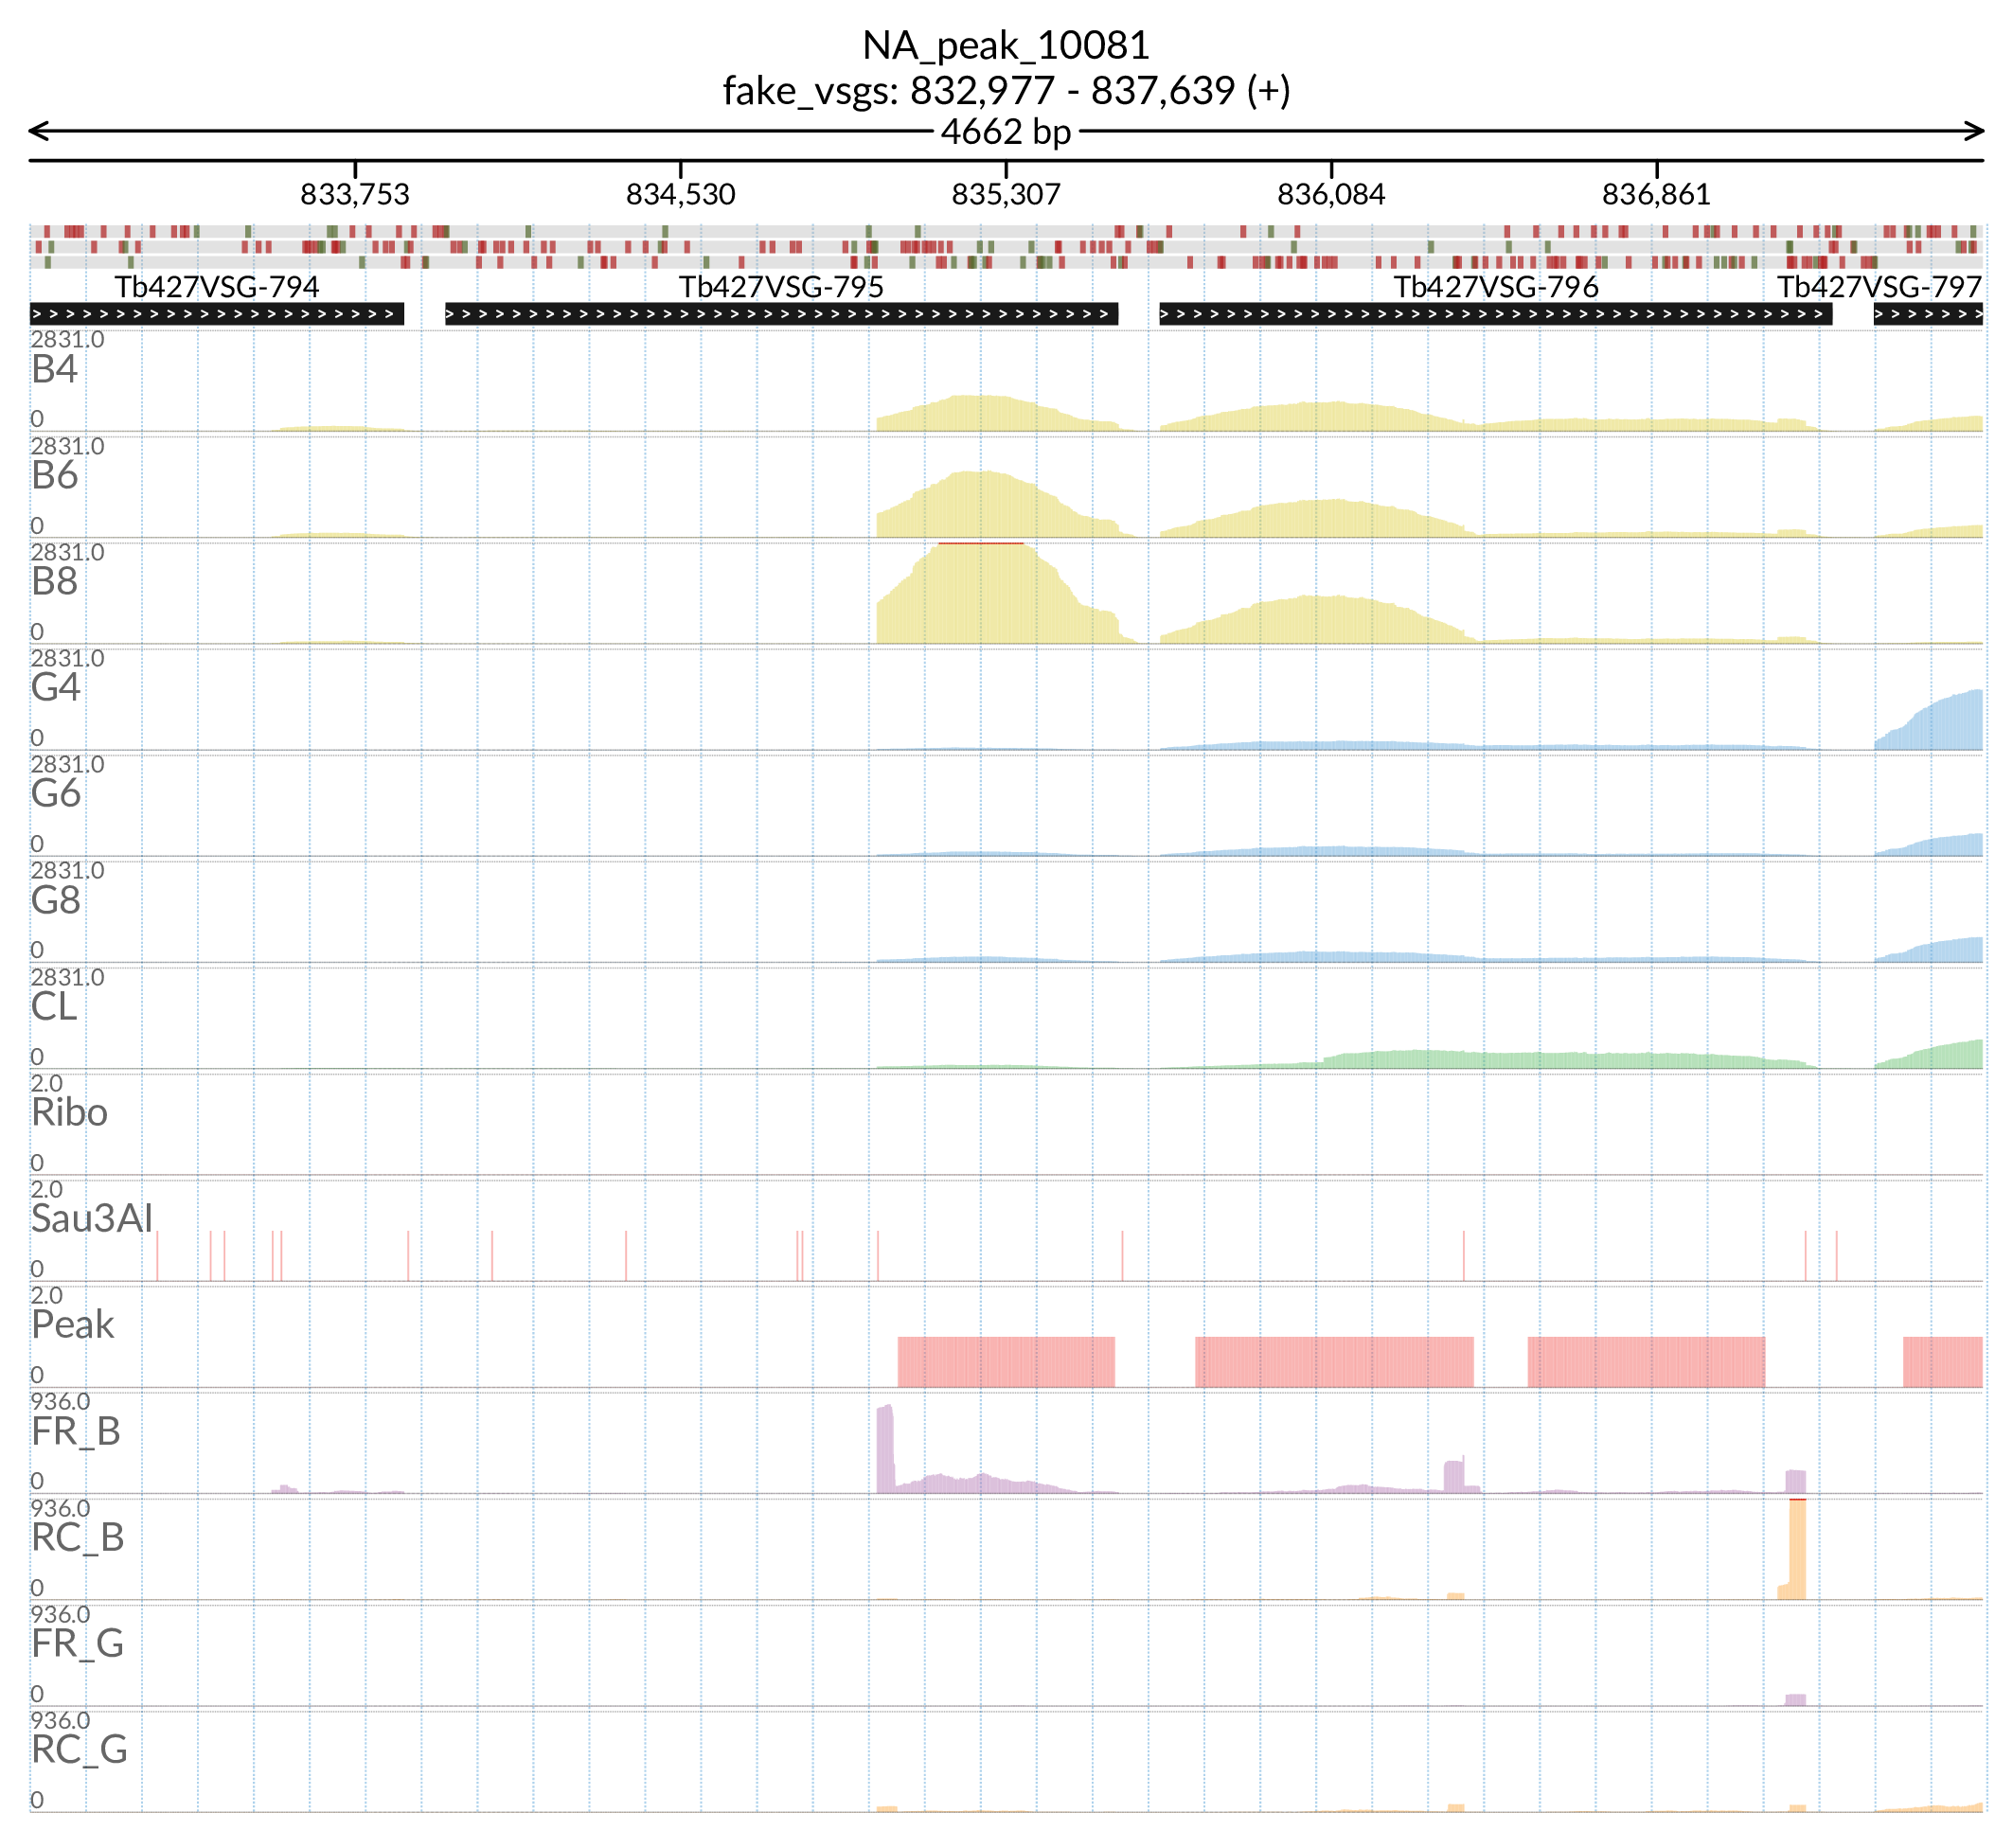 NA_peak_10081
fake_vsgs: 832,977 - 837,639 (+)
4662 bp
833,753 834,530 835,307 836,084 836,861
Tb427VSG-794 Tb427VSG-795 Tb427VSG-796 Tb427VSG-797
2831.0
B4
0
2831.0
B6
0
2831.0
B8
0
2831.0
G4
0
2831.0
G6
0
2831.0
G8
0
2831.0
CL
0
2.0
Ribo
0
2.0
Sau3AI
0
2.0
Peak
0
936.0
FR_B
0
936.0
RC_B
0
936.0
FR_G
0
936.0
RC_G
0